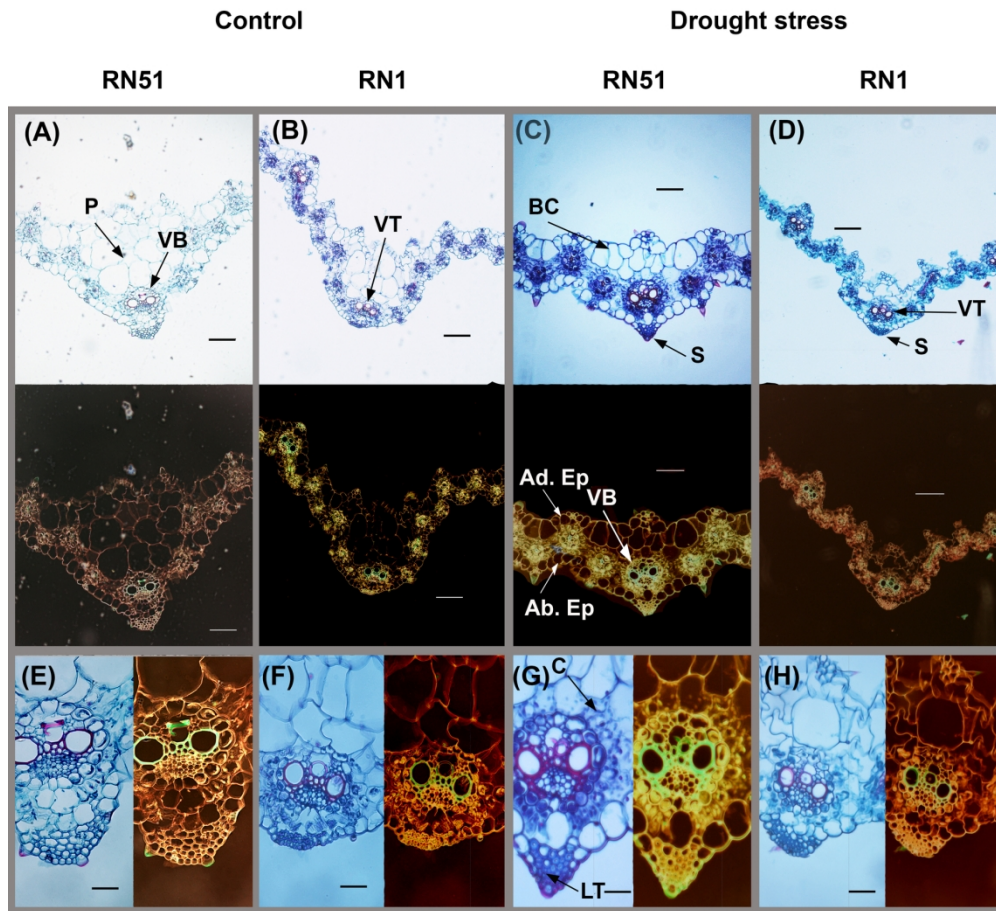 Control Drought stress
RN51 RN1 RN51 RN1
(A) (B) (C) (D)
P
VB
VT
BC
S
VT
S
Ad. Ep
VB
Ab. Ep
(E) (F) (G) (H)
C
LT